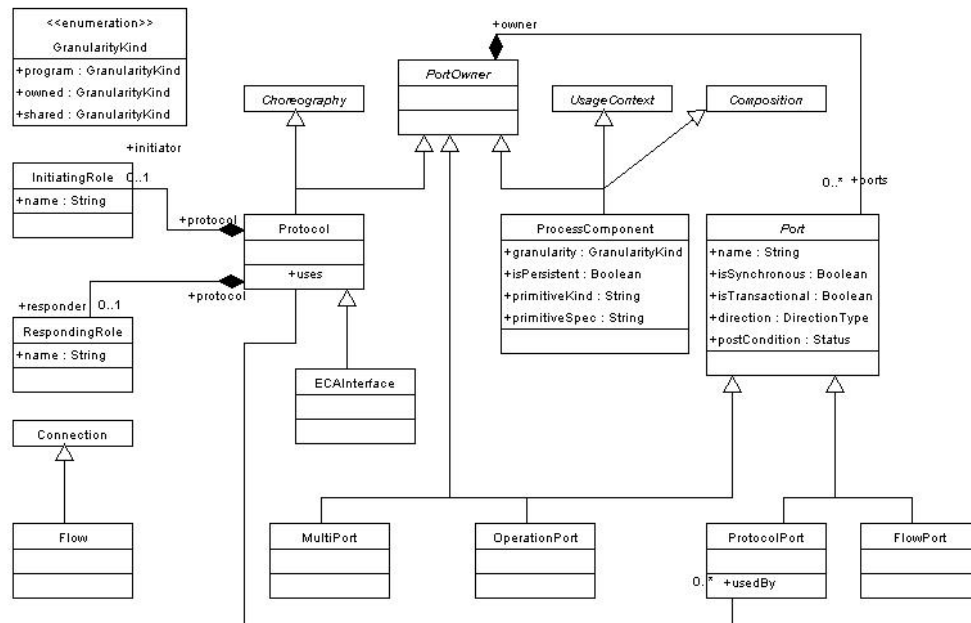 <<enumeration>>
GranularityKind
+program : GranularityKind
+owned : GranularityKind
+shared : GranularityKind
+owner
PortOwner
Choreography
UsageContext
Composition
+initiator
0..1
InitiatingRole
+name : String
+protocol
Protocol
+uses
+protocol
+responder
0..1
RespondingRole
+name : String
ProcessComponent
+granularity : GranularityKind
+isPersistent : Boolean
+primitiveKind : String
+primitiveSpec : String
0..*
+ports
Port
+name : String
+isSynchronous : Boolean
+isTransactional : Boolean
+direction : DirectionType
+postCondition : Status
ECAInterface
Connection
Flow
MultiPort
OperationPort
ProtocolPort
0..*
+usedBy
FlowPort